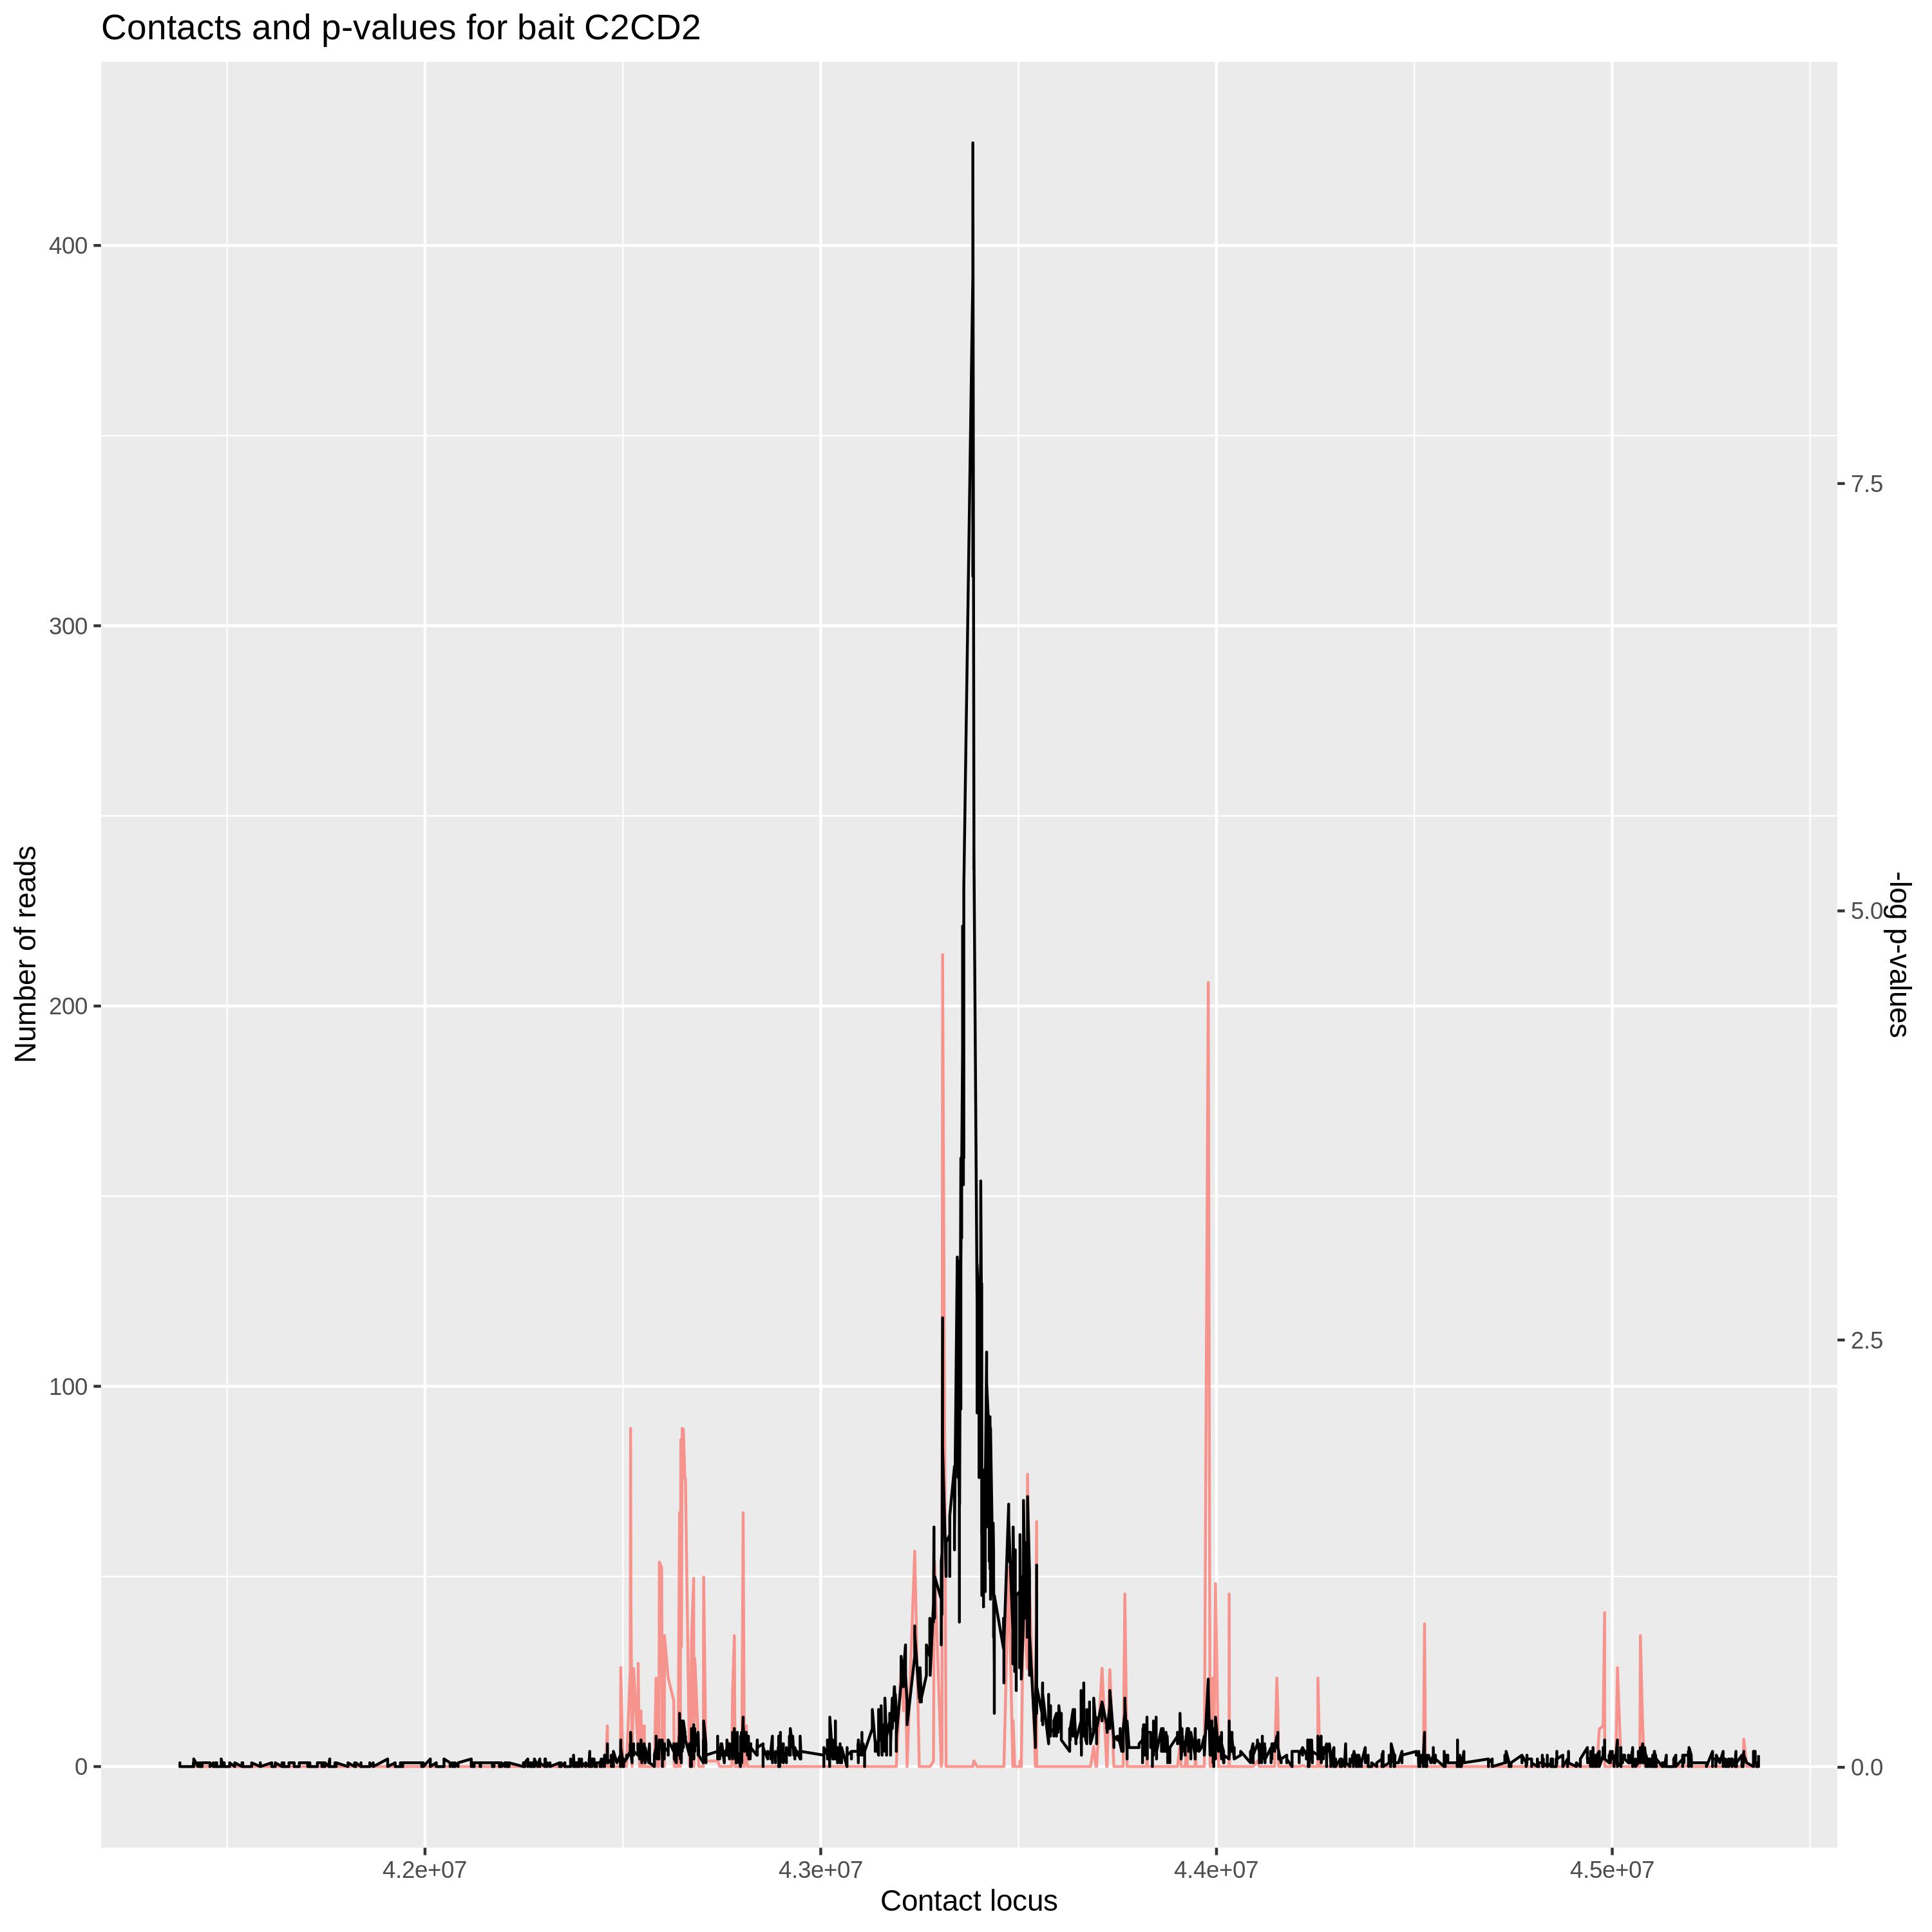 Contacts and p-values for bait C2CD2
400
300
200
100
0
Number of reads
7.5
5.0
2.5
0.0
-log p-values
4.2e+07
4.3e+07
4.4e+07
4.5e+07
Contact locus